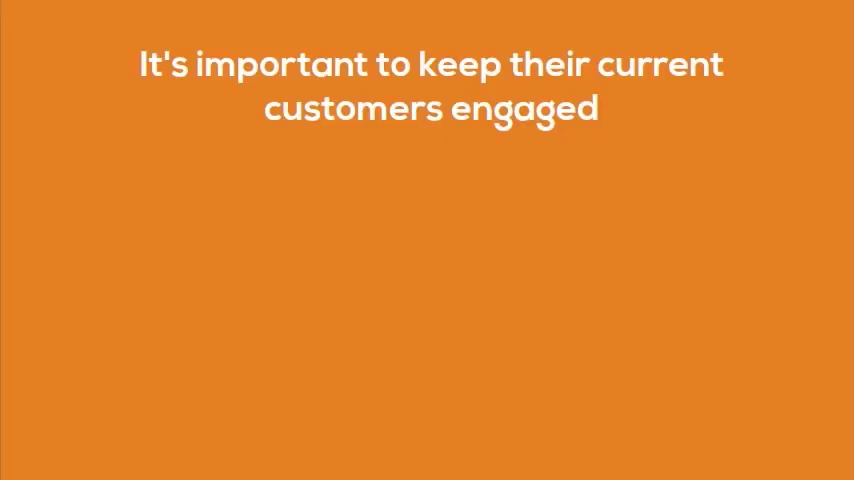 It's important to keep their current
customers engaged